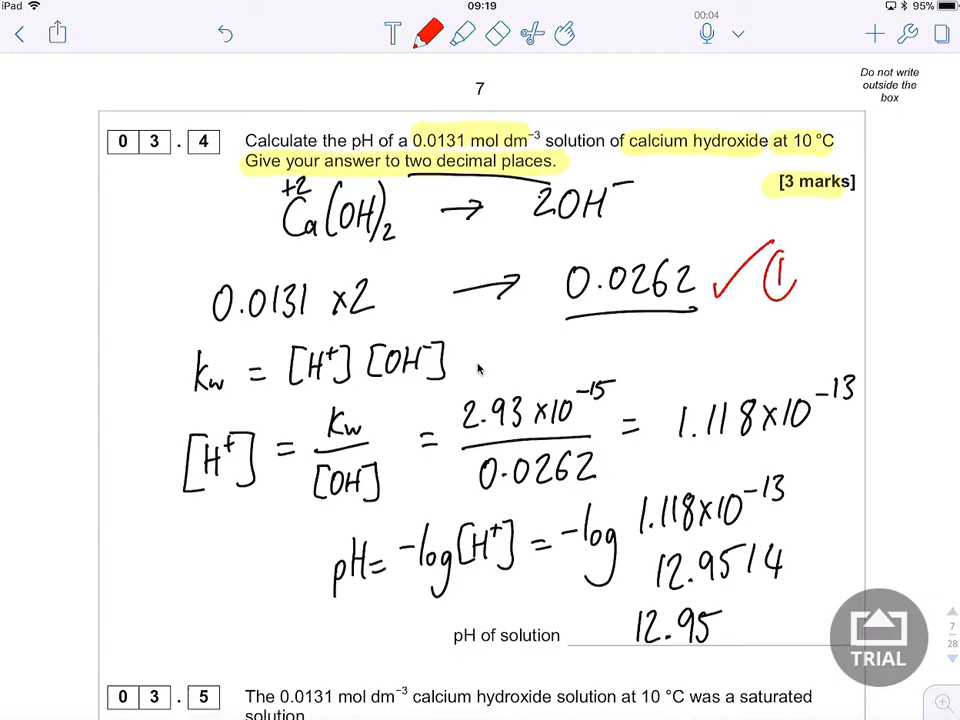 iPad 09:19 95%
T 00:04
7
Do not write
outside the
box
0 3 . 4 Calculate the pH of a 0.0131 mol dm⁻³ solution of calcium hydroxide at 10 °C
Give your answer to two decimal places.
[3 marks]
+2
Ca(OH)₂ → 2OH⁻
0.0131 x2 → 0.0262 ✓ 1
kw = [H⁺] [OH⁻]
[H⁺] = kw / [OH] = 2.93 x10⁻¹⁵ / 0.0262 = 1.118x10⁻¹³
pH= -log[H⁺] = -log 1.118x10⁻¹³
12.9514
pH of solution 12.95
TRIAL
7
28
0 3 . 5 The 0.0131 mol dm⁻³ calcium hydroxide solution at 10 °C was a saturated
solution